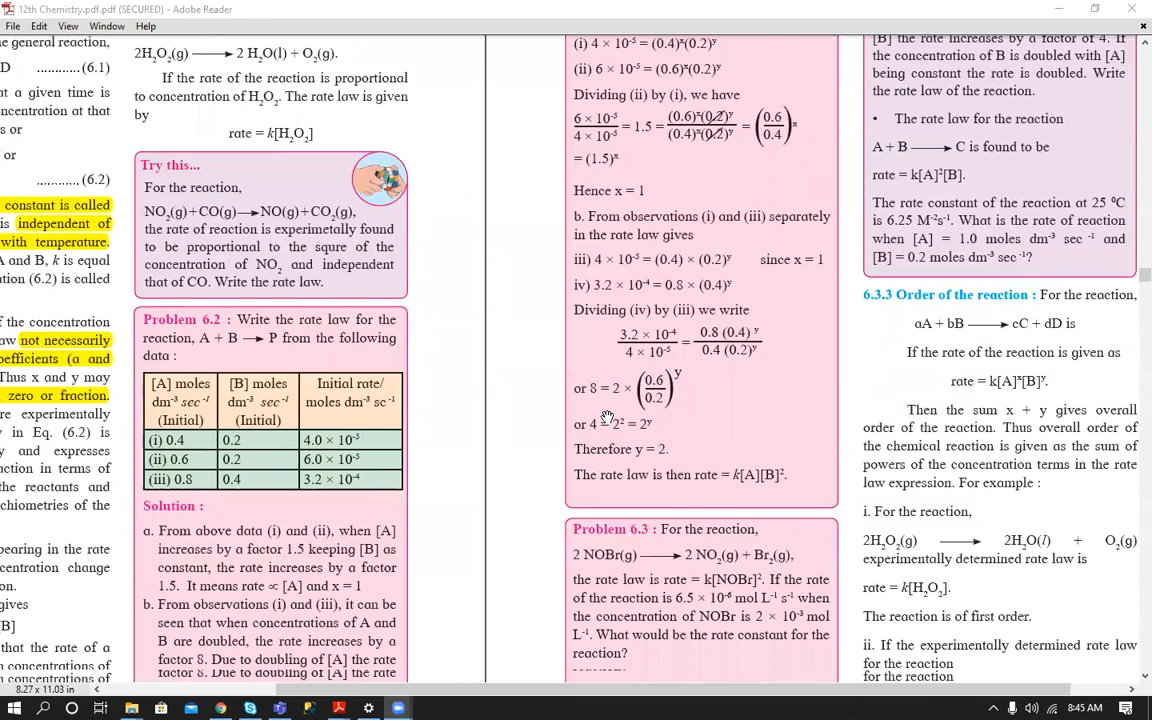 12th Chemistry.pdf.pdf (SECURED) - Adobe Reader
File Edit View Window Help
he general reaction,
D ............(6.1)
at a given time is
oncentration at that
s or
or
............ (6.2)
constant is called
is independent of
with temperature.
A and B, k is equal
ation (6.2) is called
f the concentration
aw not necessarily
oefficients (a and
Thus x and y may
zero or fraction.
re experimentally
y in Eq. (6.2) is
y and expresses
action in terms of
he reactants and
chiometries of the
pearing in the rate
centration change
ion.
gives
[B]
that the rate of a
n concentrations of
n concentrations of
2H2O2(g) ⟶ 2 H2O(l) + O2(g).
If the rate of the reaction is proportional
to concentration of H2O2. The rate law is given
by
rate = k[H2O2]
Try this...
For the reaction,
NO2(g)+CO(g)⟶NO(g)+CO2(g),
the rate of reaction is experimetally found
to be proportional to the squre of the
concentration of NO2 and independent
that of CO. Write the rate law.
Problem 6.2 : Write the rate law for the
reaction, A + B ⟶ P from the following
data :
[A] moles [B] moles Initial rate/
dm-3 sec-1 dm-3 sec-1 moles dm-3 sc-1
(Initial) (Initial)
(i) 0.4 0.2 4.0 × 10-5
(ii) 0.6 0.2 6.0 × 10-5
(iii) 0.8 0.4 3.2 × 10-4
Solution :
a. From above data (i) and (ii), when [A]
increases by a factor 1.5 keeping [B] as
constant, the rate increases by a factor
1.5. It means rate ∝ [A] and x = 1
b. From observations (i) and (iii), it can be
seen that when concentrations of A and
B are doubled, the rate increases by a
factor 8. Due to doubling of [A] the rate
factor 8. Due to doubling of [A] the rate
(i) 4 × 10-5 = (0.4)x(0.2)y
(ii) 6 × 10-5 = (0.6)x(0.2)y
Dividing (ii) by (i), we have
6 × 10-5 / 4 × 10-5 = 1.5 = (0.6)x(0.2)y / (0.4)x(0.2)y = (0.6 / 0.4)x
= (1.5)x
Hence x = 1
b. From observations (i) and (iii) separately
in the rate law gives
iii) 4 × 10-5 = (0.4) × (0.2)y since x = 1
iv) 3.2 × 10-4 = 0.8 × (0.4)y
Dividing (iv) by (iii) we write
3.2 × 10-4 / 4 × 10-5 = 0.8 (0.4) y / 0.4 (0.2)y
or 8 = 2 × (0.6 / 0.2)y
or 4 = 22 = 2y
Therefore y = 2.
The rate law is then rate = k[A][B]2.
Problem 6.3 : For the reaction,
2 NOBr(g) ⟶ 2 NO2(g) + Br2(g),
the rate law is rate = k[NOBr]2. If the rate
of the reaction is 6.5 × 10-6 mol L-1 s-1 when
the concentration of NOBr is 2 × 10-3 mol
L-1. What would be the rate constant for the
reaction?
[B] the rate increases by a factor of 4. If
the concentration of B is doubled with [A]
being constant the rate is doubled. Write
the rate law of the reaction.
• The rate law for the reaction
A + B ⟶ C is found to be
rate = k[A]2[B].
The rate constant of the reaction at 25 0C
is 6.25 M-2s-1. What is the rate of reaction
when [A] = 1.0 moles dm-3 sec -1 and
[B] = 0.2 moles dm-3 sec -1?
6.3.3 Order of the reaction : For the reaction,
aA + bB ⟶ cC + dD is
If the rate of the reaction is given as
rate = k[A]x[B]y.
Then the sum x + y gives overall
order of the reaction. Thus overall order of
the chemical reaction is given as the sum of
powers of the concentration terms in the rate
law expression. For example :
i. For the reaction,
2H2O2(g) ⟶ 2H2O(l) + O2(g)
experimentally determined rate law is
rate = k[H2O2].
The reaction is of first order.
ii. If the experimentally determined rate law
for the reaction
for the reaction
8.27 x 11.03 in
8:45 AM